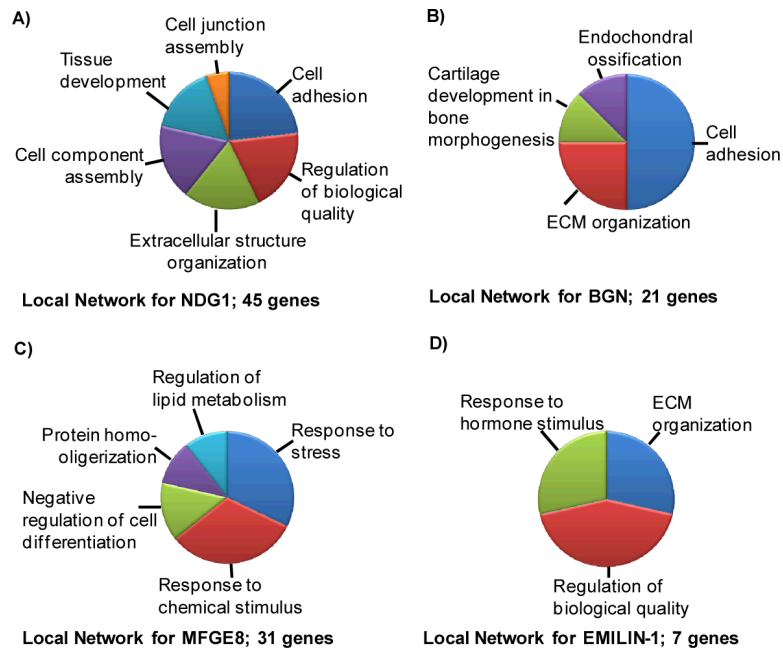 A)
Cell junction
assembly
Tissue
development
Cell
adhesion
Cell component
assembly
Regulation
of biological
quality
Extracellular structure
organization
Local Network for NDG1; 45 genes
B)
Endochondral
ossification
Cartilage
development in
bone
morphogenesis
Cell
adhesion
ECM organization
Local Network for BGN; 21 genes
C)
Regulation of
lipid metabolism
Protein homo-
oligerization
Response to
stress
Negative
regulation of cell
differentiation
Response to
chemical stimulus
Local Network for MFGE8; 31 genes
D)
Response to
hormone stimulus
ECM
organization
Regulation of
biological quality
Local Network for EMILIN-1; 7 genes